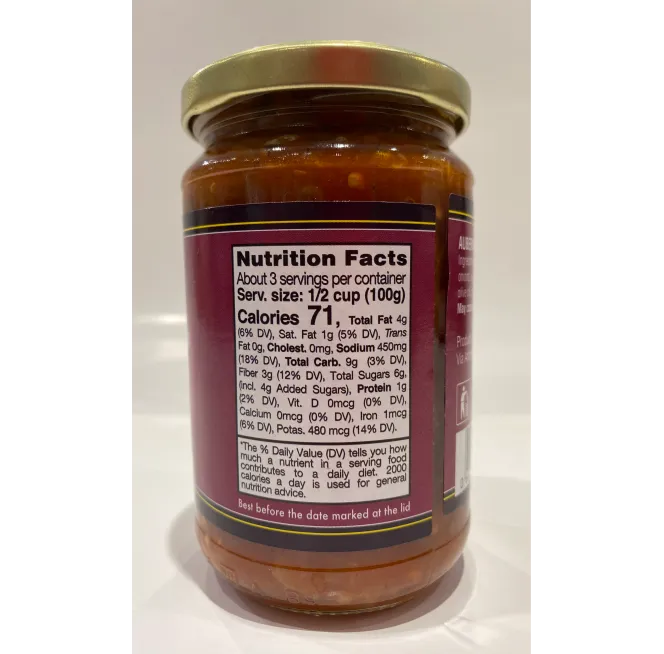 Nutrition Facts
About 3 servings per container
Serv. size: 1/2 cup (100g)
Calories 71, Total Fat 4g
(6% DV), Sat. Fat 1g (5% DV), Trans
Fat 0g, Cholest. 0mg, Sodium 450mg
(18% DV), Total Carb. 9g (3% DV),
Fiber 3g (12% DV), Total Sugars 6g,
(incl. 4g Added Sugars), Protein 1g
(2% DV), Vit. D 0mcg (0% DV),
Calcium 0mcg (0% DV), Iron 1mcg
(6% DV), Potas. 480 mcg (14% DV).
*The % Daily Value (DV) tells you how
much a nutrient in a serving food
contributes to a daily diet. 2000
calories a day is used for general
nutrition advice.
Best before the date marked at the lid
May
Via